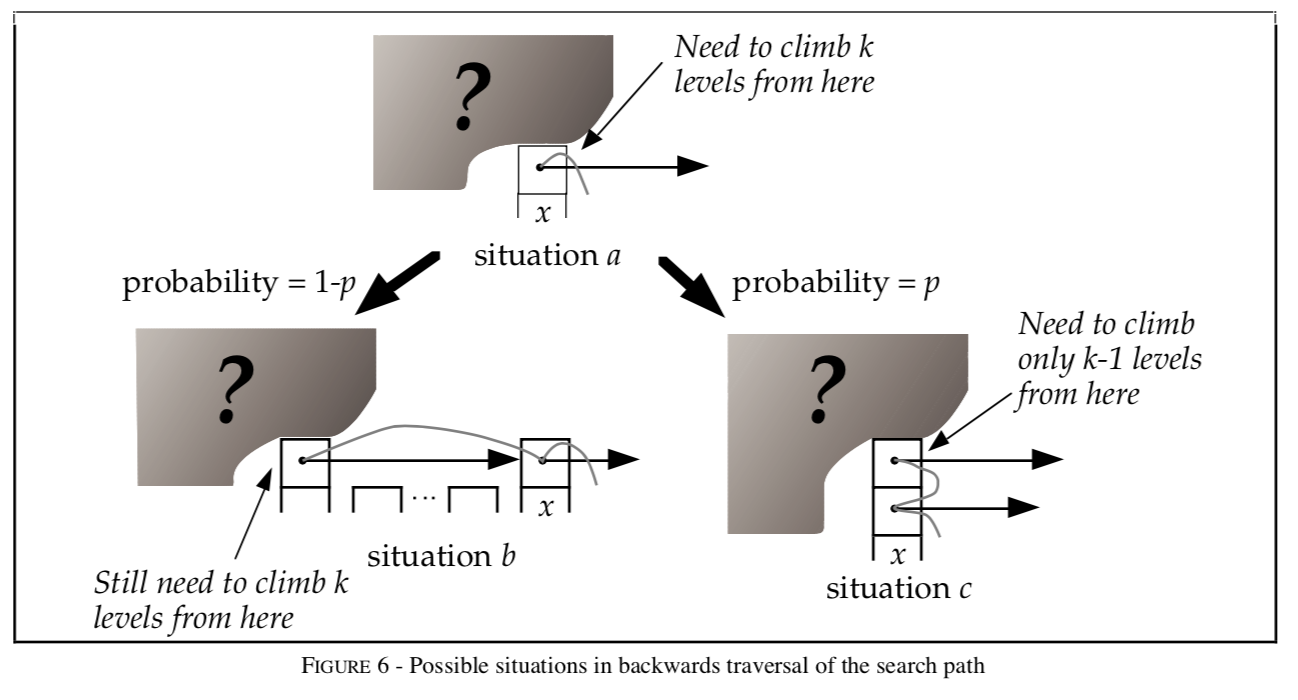 ?
Need to climb k
levels from here
x
situation a
probability = 1-p
probability = p
?
?
Need to climb
only k-1 levels
from here
...
x
x
situation b
situation c
Still need to climb k
levels from here
FIGURE 6 - Possible situations in backwards traversal of the search path